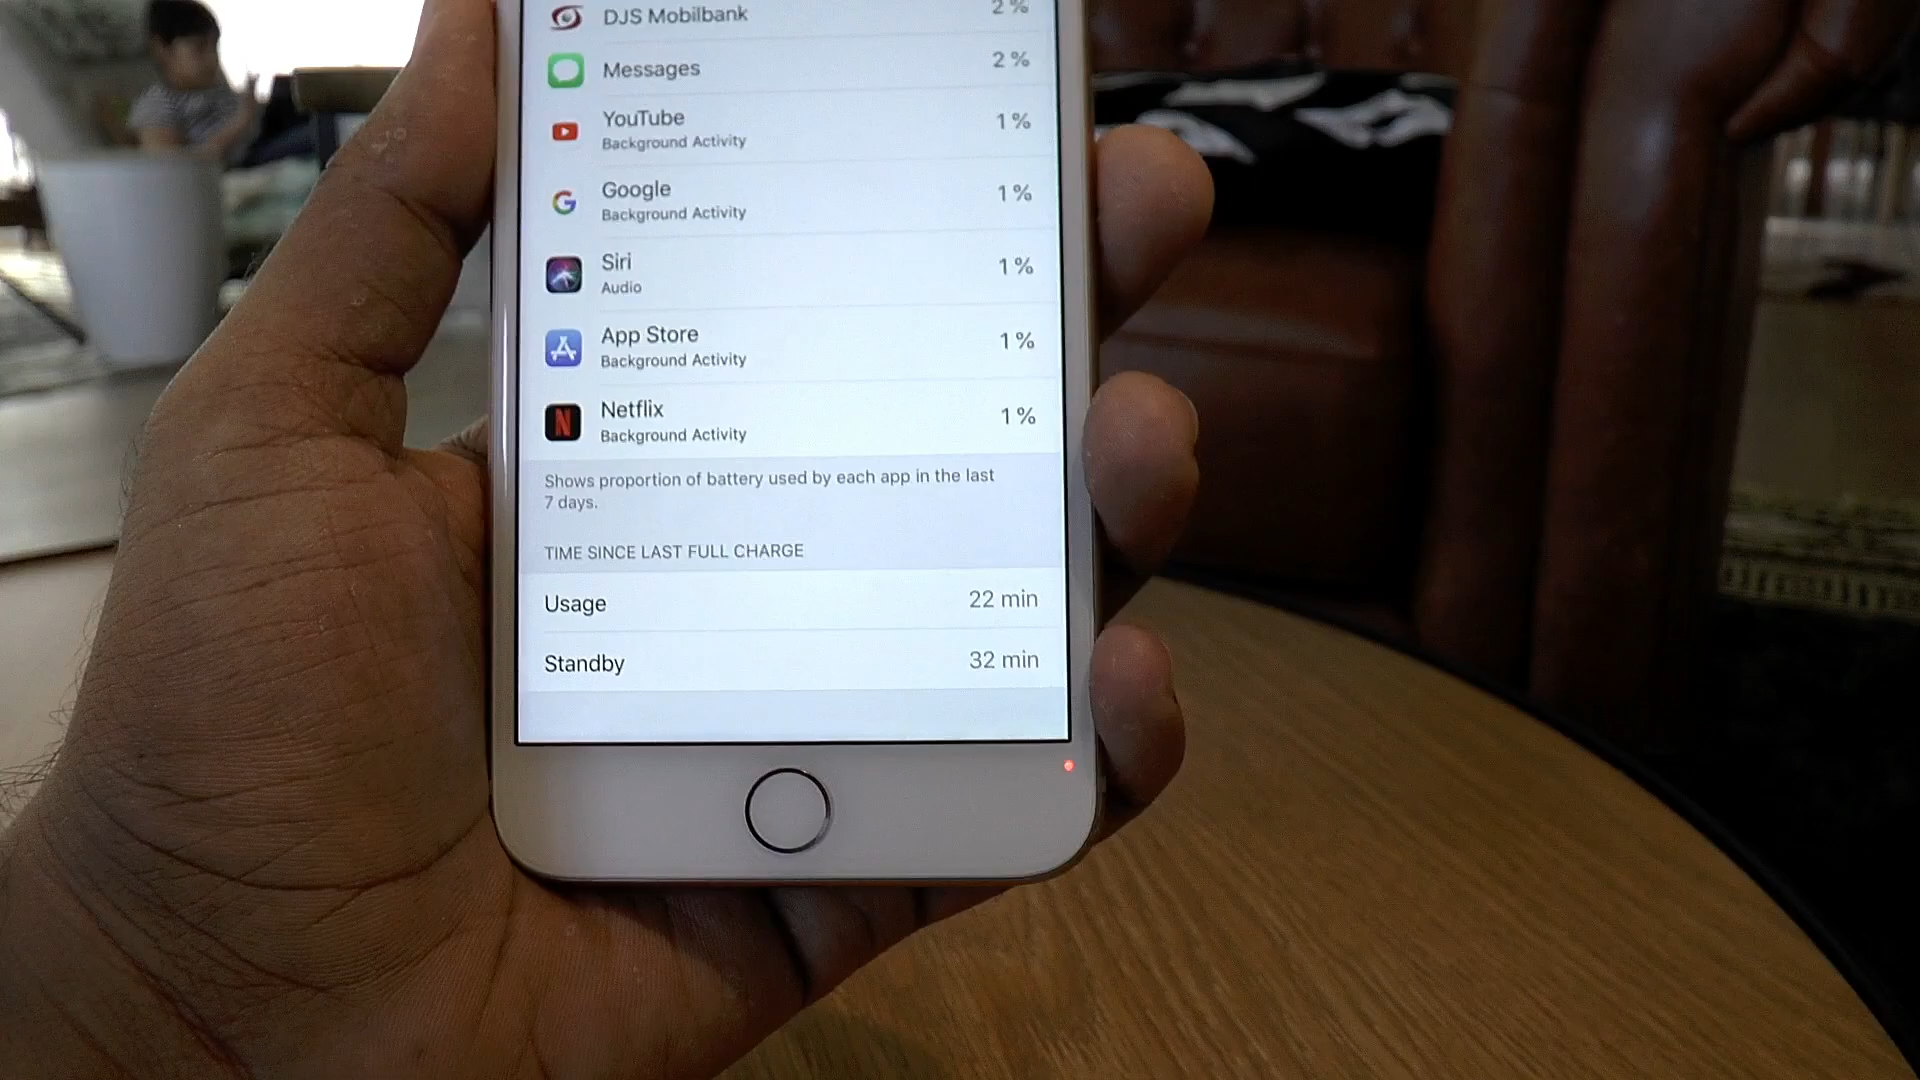 DJS Mobilbank 2 %
Messages 2 %
YouTube 1 %
Background Activity
Google 1 %
Background Activity
Siri 1 %
Audio
App Store 1 %
Background Activity
N
Netflix 1 %
Background Activity
Shows proportion of battery used by each app in the last
7 days.
TIME SINCE LAST FULL CHARGE
Usage 22 min
Standby 32 min